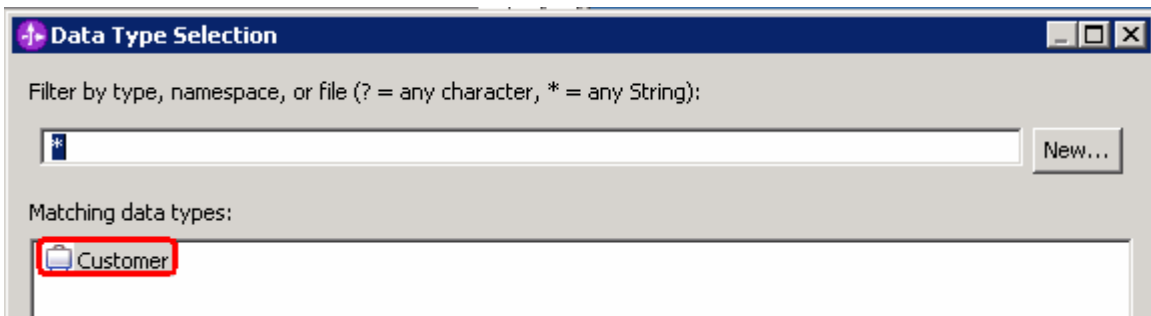 Data Type Selection
Filter by type, namespace, or file (? = any character, * = any String):
*
New...
Matching data types:
Customer